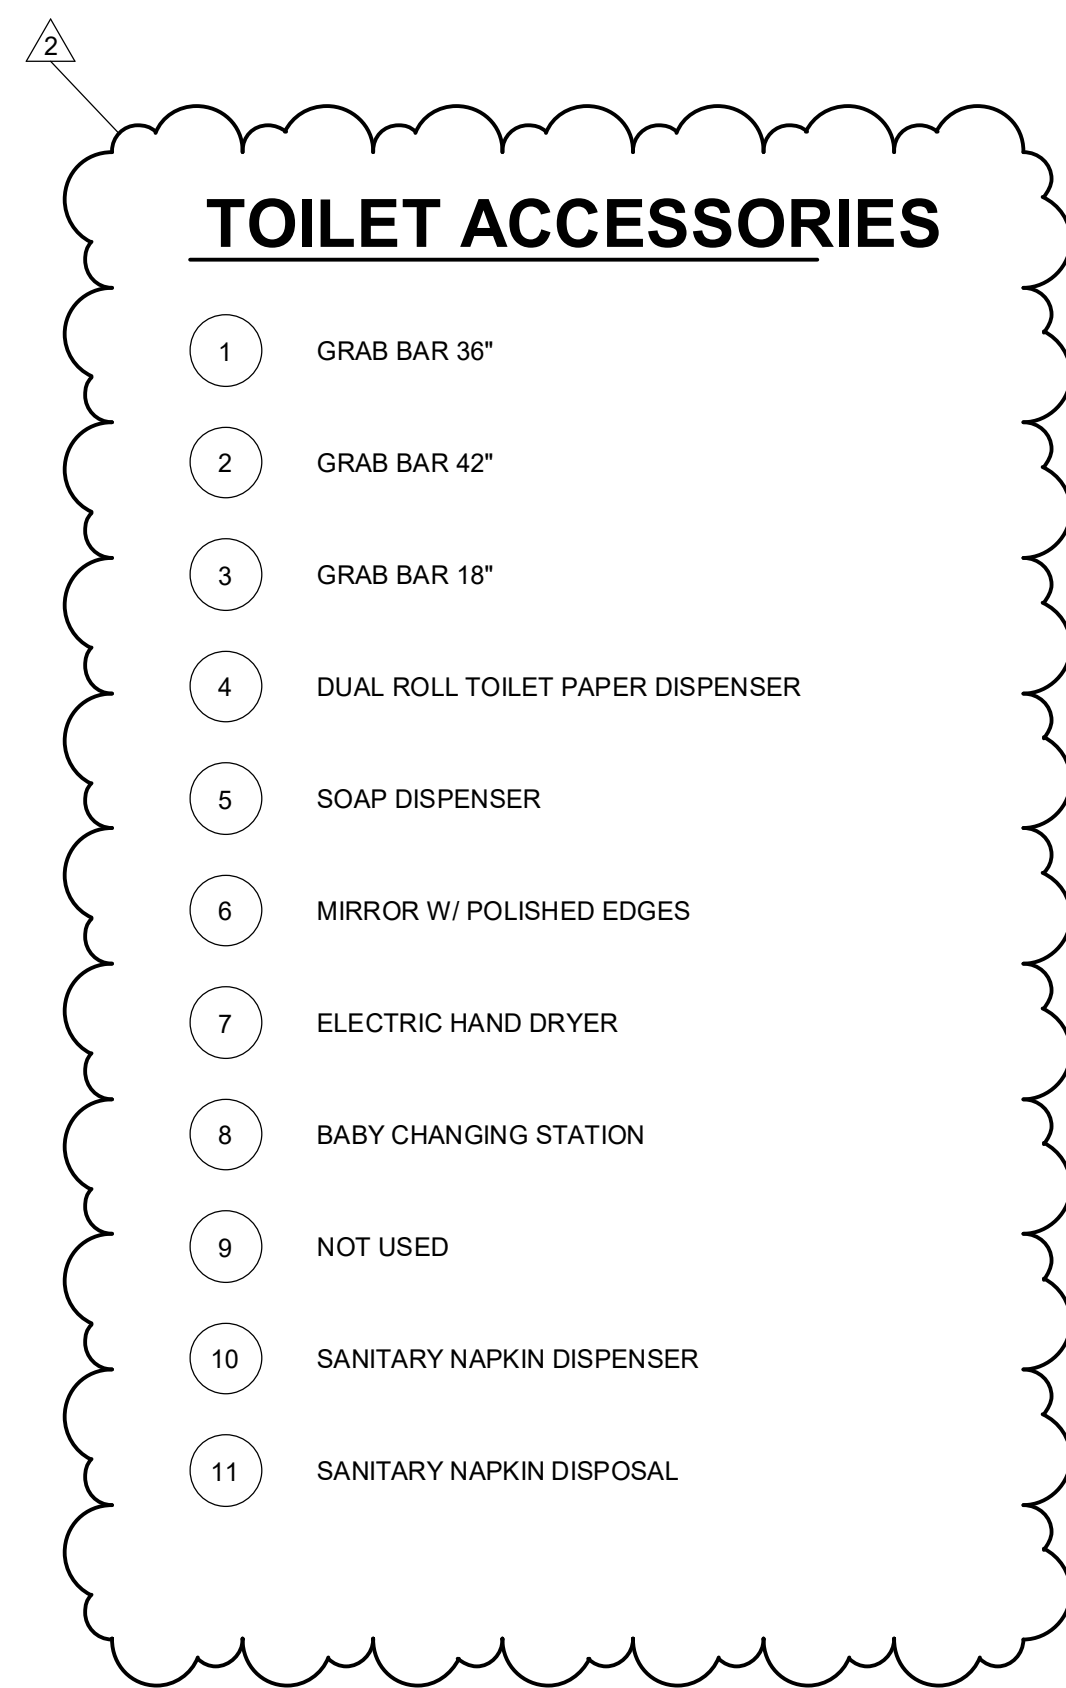 2
TOILET ACCESSORIES
1 GRAB BAR 36"
2 GRAB BAR 42"
3 GRAB BAR 18"
4 DUAL ROLL TOILET PAPER DISPENSER
5 SOAP DISPENSER
6 MIRROR W/ POLISHED EDGES
7 ELECTRIC HAND DRYER
8 BABY CHANGING STATION
9 NOT USED
10 SANITARY NAPKIN DISPENSER
11 SANITARY NAPKIN DISPOSAL